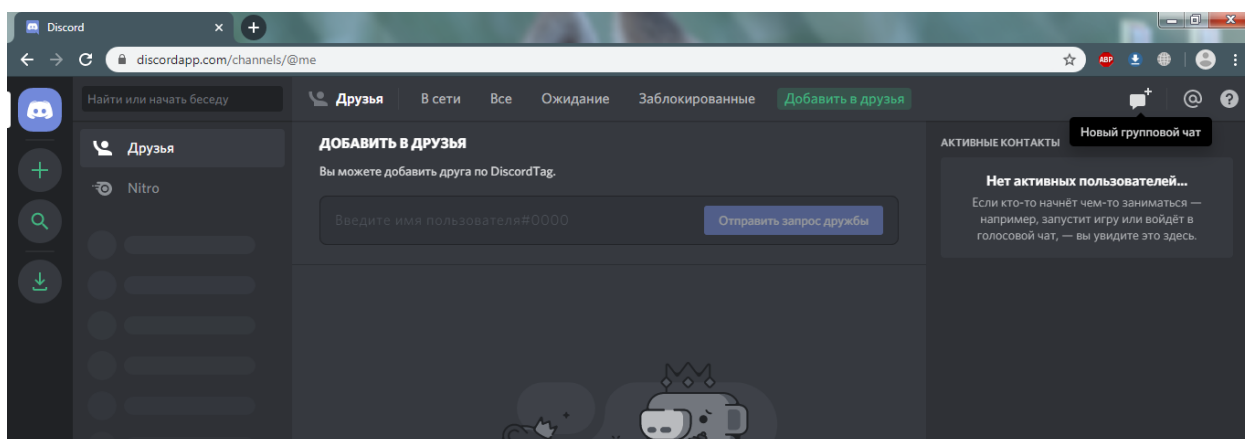 Discord
discordapp.com/channels/@me
ABP
Найти или начать беседу
Друзья
В сети
Все
Ожидание
Заблокированные
Добавить в друзья
Новый групповой чат
Друзья
Nitro
ДОБАВИТЬ В ДРУЗЬЯ
Вы можете добавить друга по DiscordTag.
Введите имя пользователя#0000
Отправить запрос дружбы
АКТИВНЫЕ КОНТАКТЫ
Нет активных пользователей...
Если кто-то начнёт чем-то заниматься —
например, запустит игру или войдёт в
голосовой чат, — вы увидите это здесь.